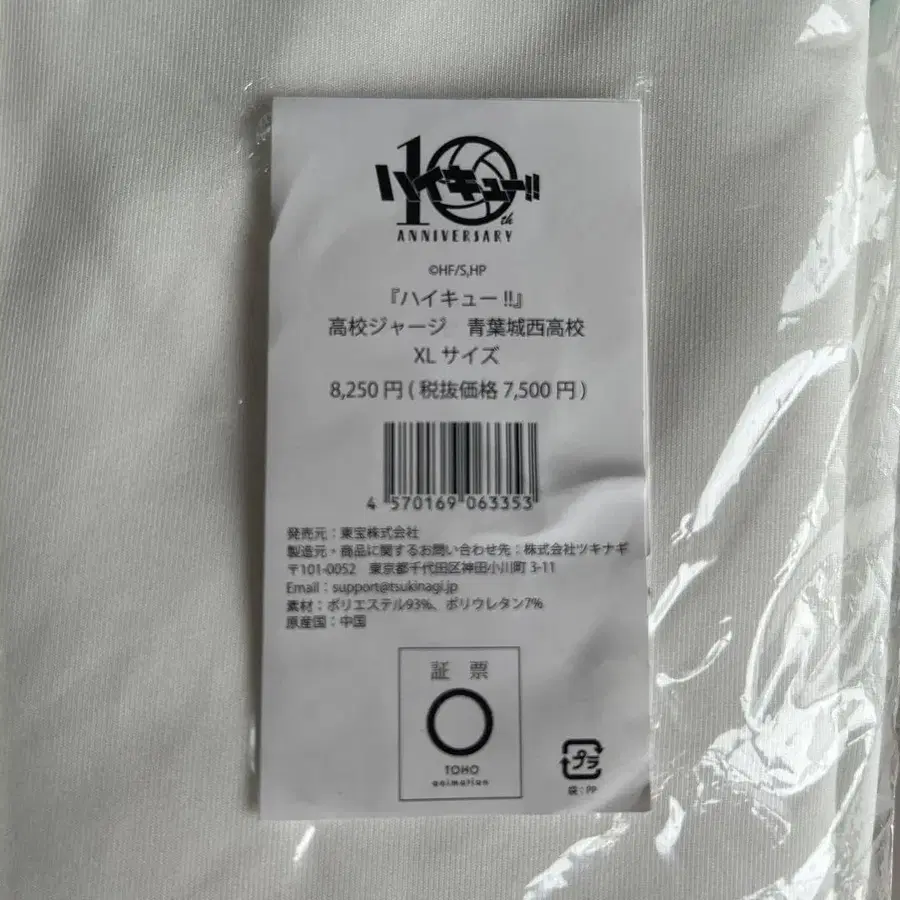 10th
ハイキュー!!
ANNIVERSARY
©HF/S,HP
『ハイキュー!!』
高校ジャージ　青葉城西高校
XL サイズ
8,250 円 ( 税抜価格 7,500 円 )
4 570169 063353
発売元：東宝株式会社
製造元・商品に関するお問い合わせ先：株式会社ツキナギ
〒101-0052　東京都千代田区神田小川町 3-11
Email：support@tsukinagi.jp
素材：ポリエステル93%、ポリウレタン7%
原産国：中国
証　票
TOHO
animation
プラ
袋：PP